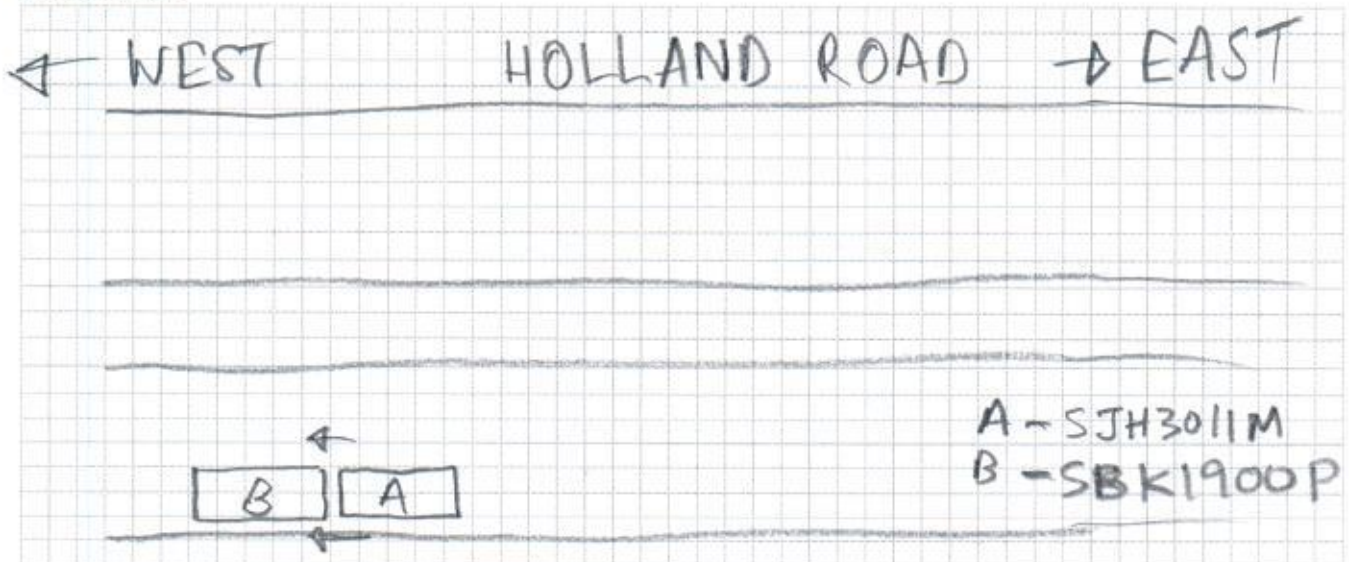 ← WEST HOLLAND ROAD → EAST
A - SJH3011M
B - SBK1900P
B A